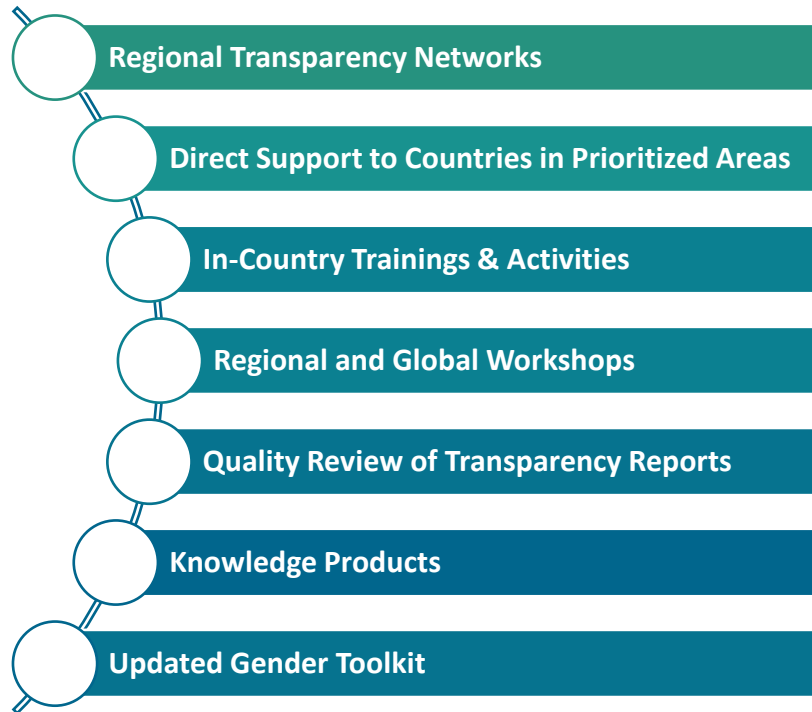 Regional Transparency Networks
Direct Support to Countries in Prioritized Areas
In-Country Trainings & Activities
Regional and Global Workshops
Quality Review of Transparency Reports
Knowledge Products
Updated Gender Toolkit